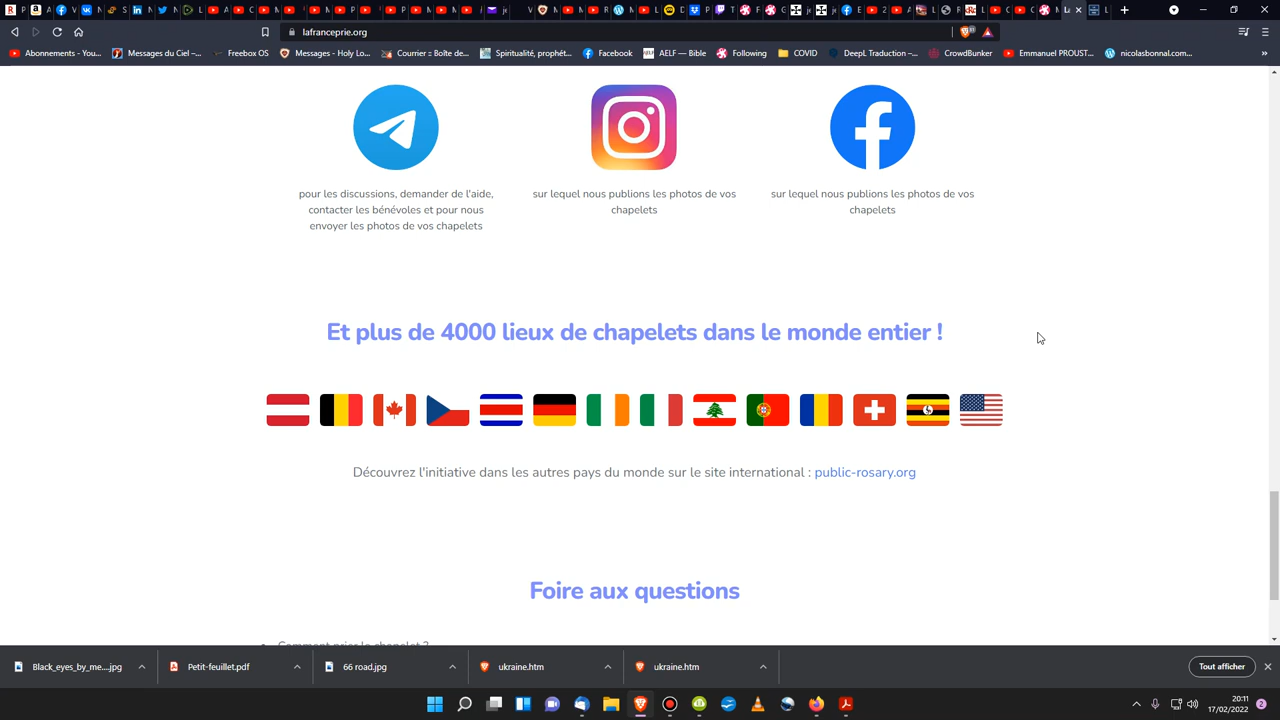 lafranceprie.org
Abonnements - You...
Messages du Ciel –...
Freebox OS
Messages - Holy Lo...
Courrier :: Boîte de...
Spiritualité, prophét...
Facebook
AELF — Bible
Following
COVID
DeepL Traduction –...
CrowdBunker
Emmanuel PROUST...
nicolasbonnal.com...
»
pour les discussions, demander de l'aide,
contacter les bénévoles et pour nous
envoyer les photos de vos chapelets
sur lequel nous publions les photos de vos
chapelets
sur lequel nous publions les photos de vos
chapelets
Et plus de 4000 lieux de chapelets dans le monde entier !
Découvrez l'initiative dans les autres pays du monde sur le site international : public-rosary.org
Foire aux questions
Comment prier le chapelet ?
Black_eyes_by_me....jpg
Petit-feuillet.pdf
66 road.jpg
ukraine.htm
ukraine.htm
Tout afficher
20:11
17/02/2022
2